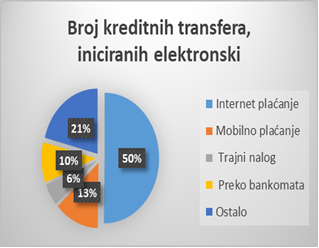 Broj kreditnih transfera,
iniciranih elektronski
21%
50%
10%
6%
13%
Internet plaćanje
Mobilno plaćanje
Trajni nalog
Preko bankomata
Ostalo